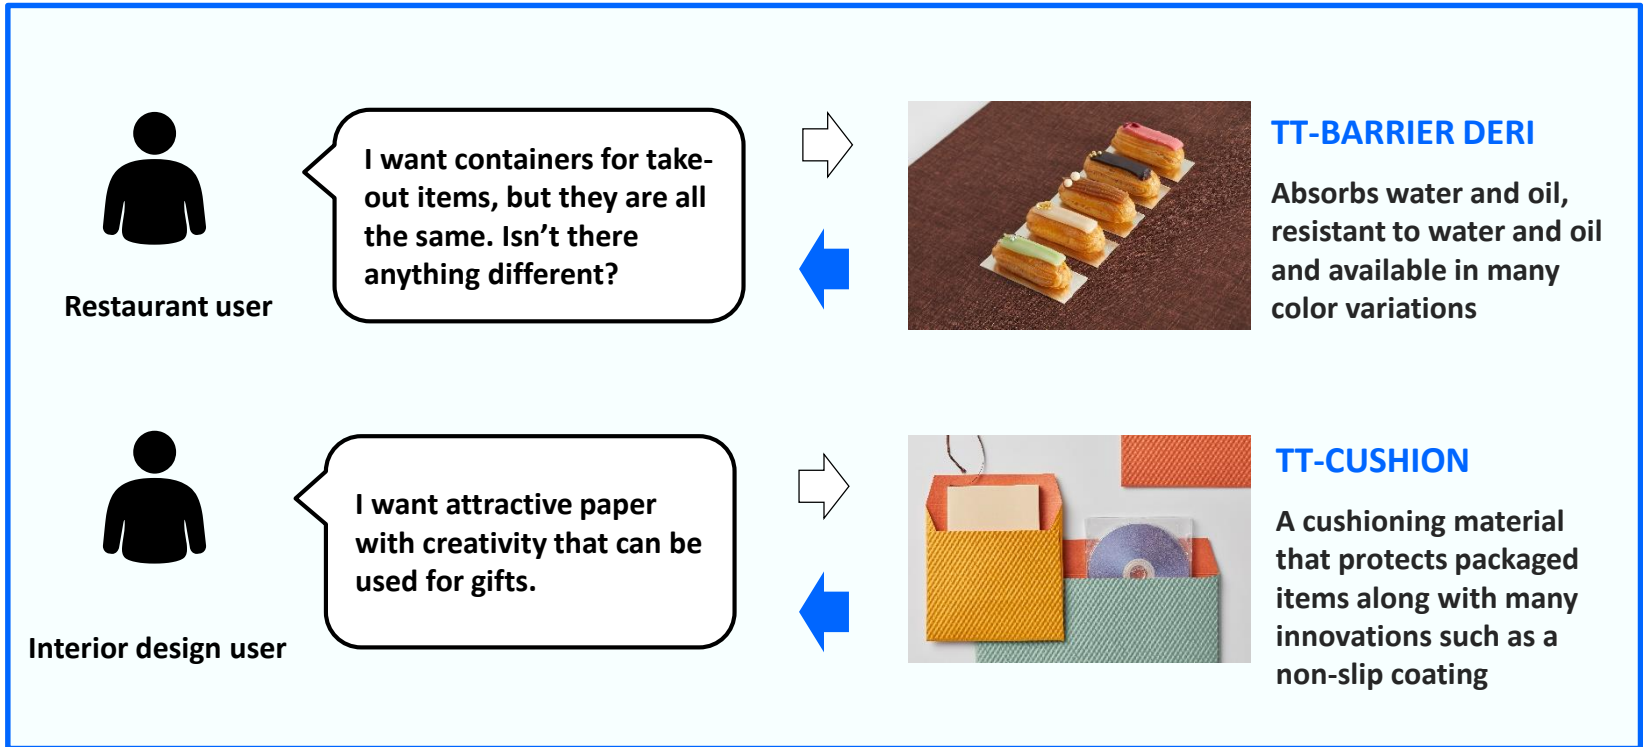 I want containers for take-
out items, but they are all
the same. Isn’t there
anything different?
Restaurant user
TT-BARRIER DERI
Absorbs water and oil,
resistant to water and oil
and available in many
color variations
I want attractive paper
with creativity that can be
used for gifts.
Interior design user
TT-CUSHION
A cushioning material
that protects packaged
items along with many
innovations such as a
non-slip coating